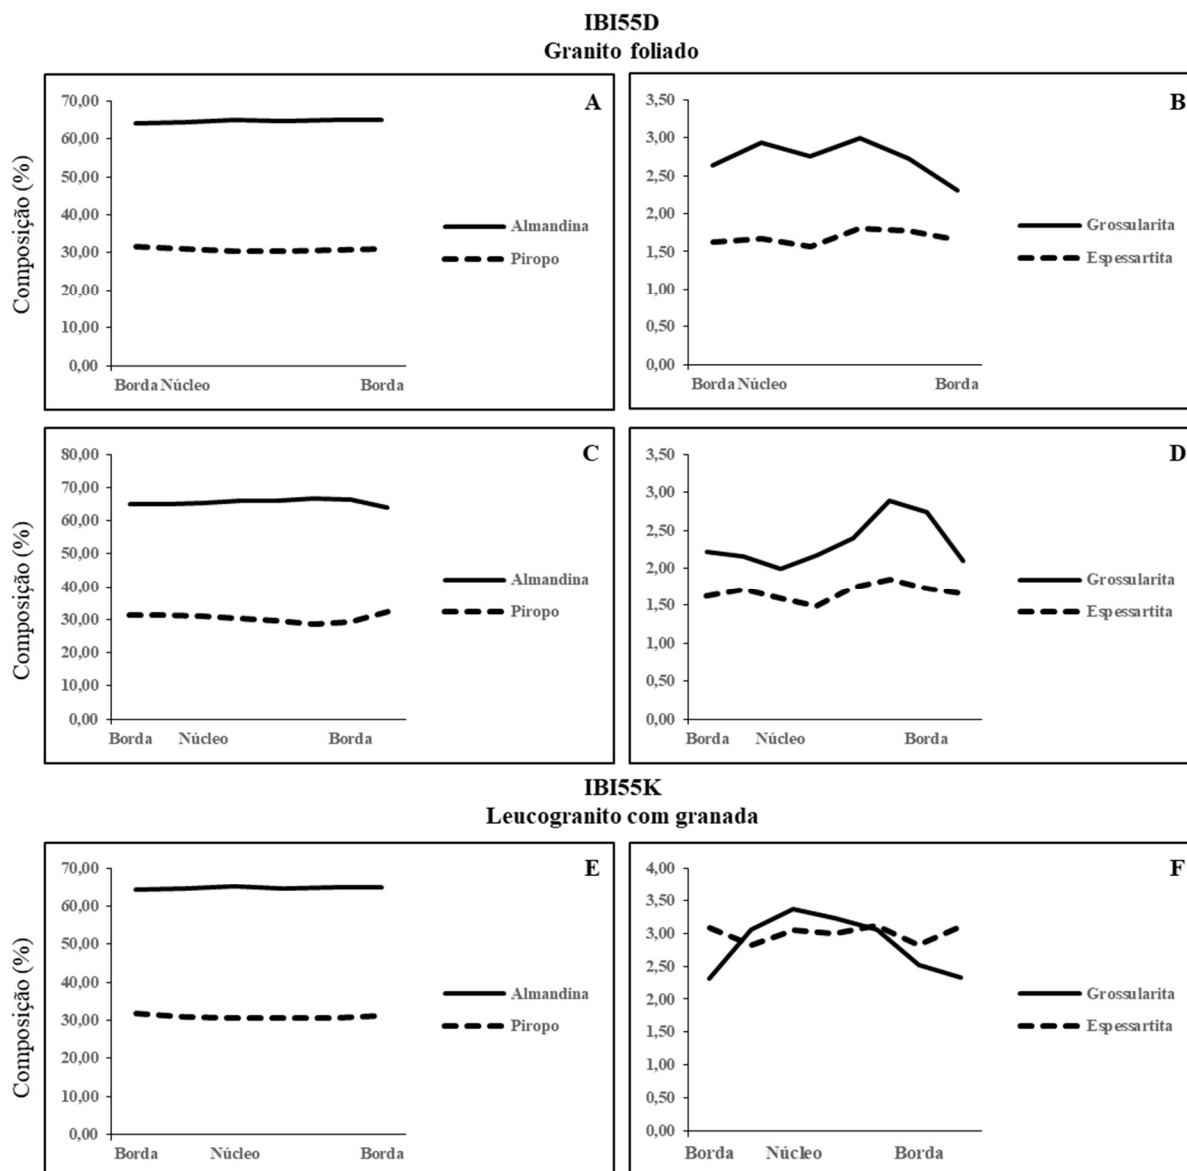 IBI55D
Granito foliado
A
Composição (%)
70,00
60,00
50,00
40,00
30,00
20,00
10,00
0,00
Borda Núcleo Borda
Almandina
Piropo
B
3,50
3,00
2,50
2,00
1,50
1,00
0,50
0,00
Borda Núcleo Borda
Grossularita
Espessartita
C
Composição (%)
80,00
70,00
60,00
50,00
40,00
30,00
20,00
10,00
0,00
Borda Núcleo Borda
Almandina
Piropo
D
3,50
3,00
2,50
2,00
1,50
1,00
0,50
0,00
Borda Núcleo Borda
Grossularita
Espessartita
IBI55K
Leucogranito com granada
E
Composição (%)
70,00
60,00
50,00
40,00
30,00
20,00
10,00
0,00
Borda Núcleo Borda
Almandina
Piropo
F
4,00
3,50
3,00
2,50
2,00
1,50
1,00
0,50
0,00
Borda Núcleo Borda
Grossularita
Espessartita